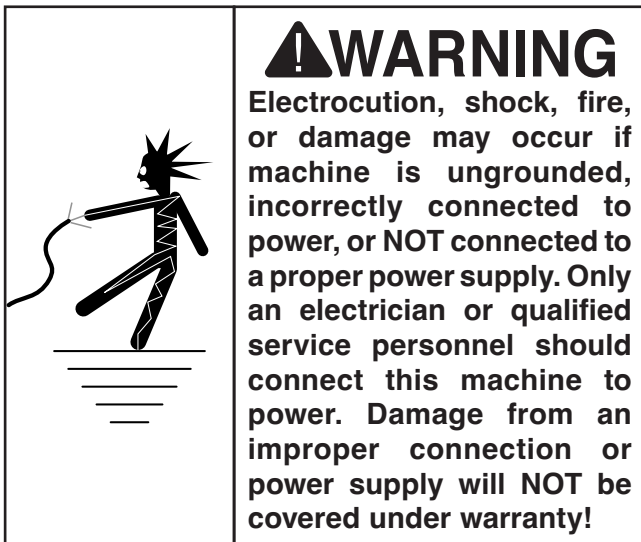 WARNING
Electrocution, shock, fire,
or damage may occur if
machine is ungrounded,
incorrectly connected to
power, or NOT connected to
a proper power supply. Only
an electrician or qualified
service personnel should
connect this machine to
power. Damage from an
improper connection or
power supply will NOT be
covered under warranty!